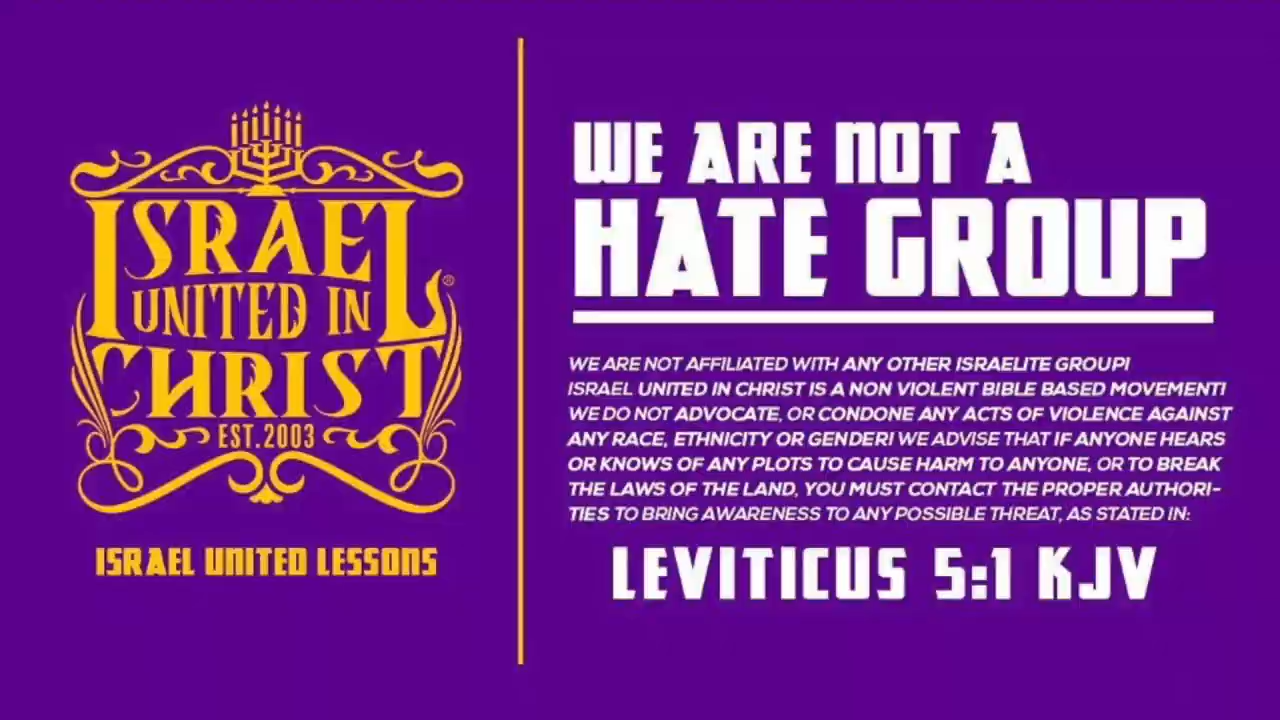 ISRAEL
UNITED IN
CHRIST
®
EST. 2003
ISRAEL UNITED LESSONS
WE ARE NOT A
HATE GROUP
WE ARE NOT AFFILIATED WITH ANY OTHER ISRAELITE GROUP!
ISRAEL UNITED IN CHRIST IS A NON VIOLENT BIBLE BASED MOVEMENT!
WE DO NOT ADVOCATE, OR CONDONE ANY ACTS OF VIOLENCE AGAINST
ANY RACE, ETHNICITY OR GENDER! WE ADVISE THAT IF ANYONE HEARS
OR KNOWS OF ANY PLOTS TO CAUSE HARM TO ANYONE, OR TO BREAK
THE LAWS OF THE LAND, YOU MUST CONTACT THE PROPER AUTHORI-
TIES TO BRING AWARENESS TO ANY POSSIBLE THREAT, AS STATED IN:
LEVITICUS 5:1 KJV